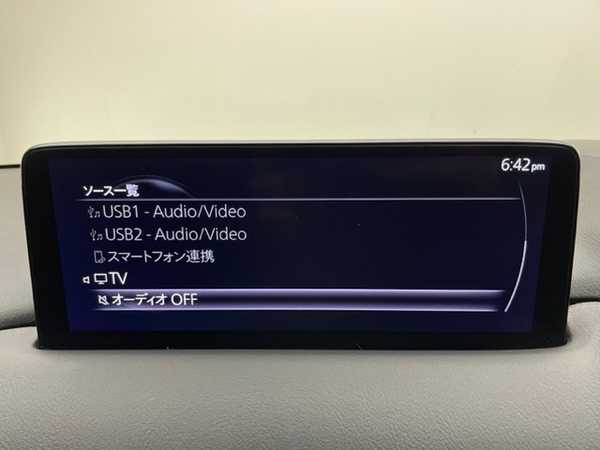 6:42pm
ソース一覧
USB1 - Audio/Video
USB2 - Audio/Video
スマートフォン連携
TV
オーディオ OFF